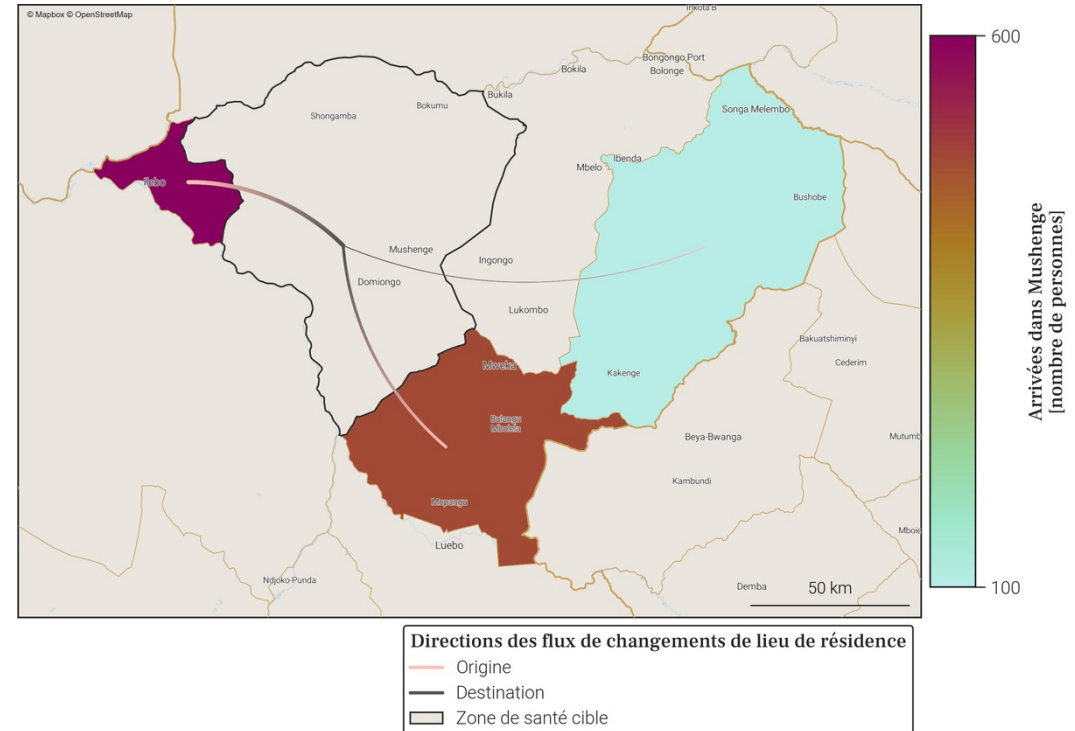 © Mapbox © OpenStreetMap
Inkota B
Bongongo Port
Bokila
Bolonge
Bukila
Bokumu
Shongamba
Songa Melembo
Ibenda
Mbelo
Ilebo
Bushobe
Mushenge
Ingongo
Domiongo
Lukombo
Bakuatshiminyi
Mweka
Cederim
Kakenge
Bulangu
Mbolela
Beya-Bwanga
Mutumb
Kambundi
Mapangu
Mboie
Luebo
Ndjoko-Punda
Demba
50 km
600
100
Arrivées dans Mushenge
[nombre de personnes]
Directions des flux de changements de lieu de résidence
Origine
Destination
Zone de santé cible